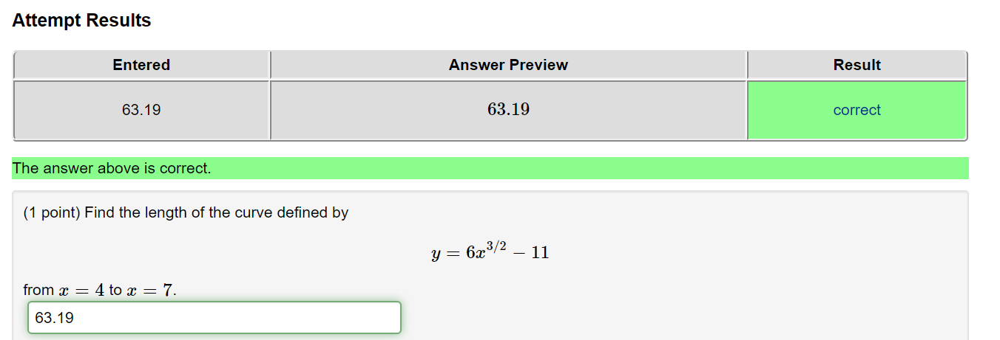 Attempt Results
Entered Answer Preview Result
63.19 63.19 correct
The answer above is correct.
(1 point) Find the length of the curve defined by
y = 6x^{3/2} − 11
from x = 4 to x = 7.
63.19